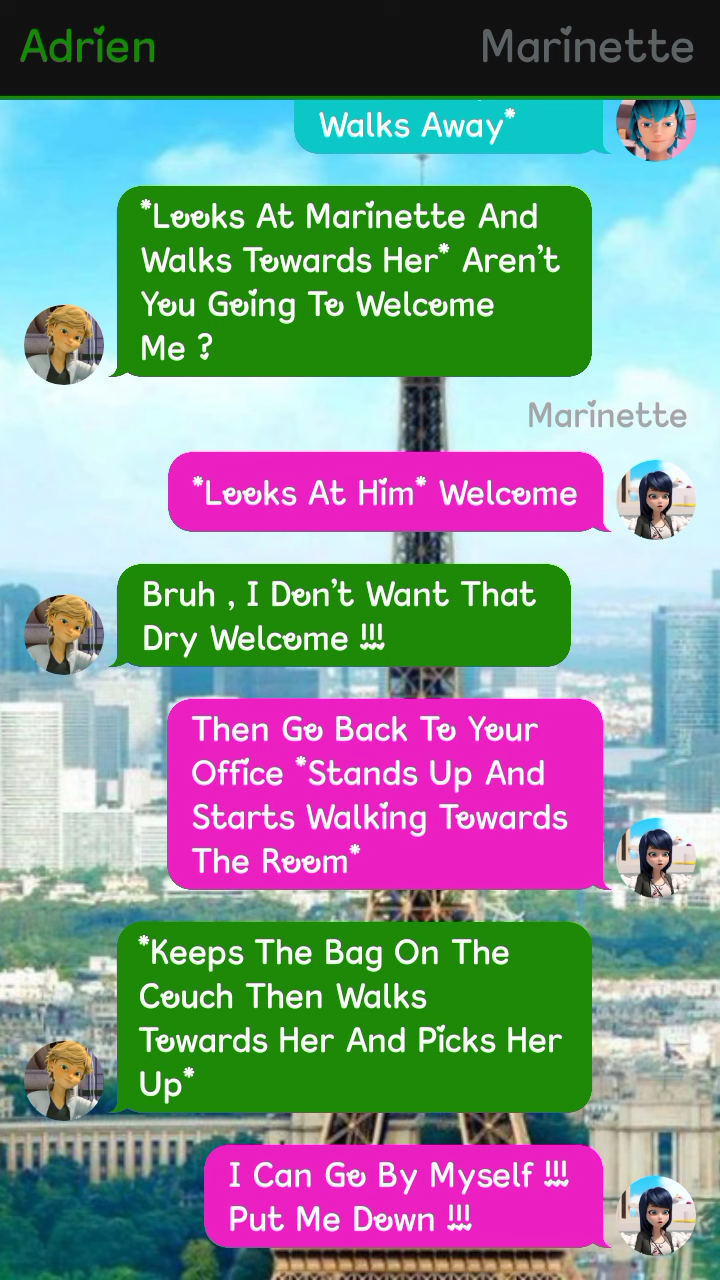 Adrien
Marinette
Walks Away*
*Looks At Marinette And
Walks Towards Her* Aren't
You Going To Welcome
Me ?
Marinette
*Looks At Him* Welcome
Bruh , I Don't Want That
Dry Welcome !!!
Then Go Back To Your
Office *Stands Up And
Starts Walking Towards
The Room*
*Keeps The Bag On The
Couch Then Walks
Towards Her And Picks Her
Up*
I Can Go By Myself !!!
Put Me Down !!!